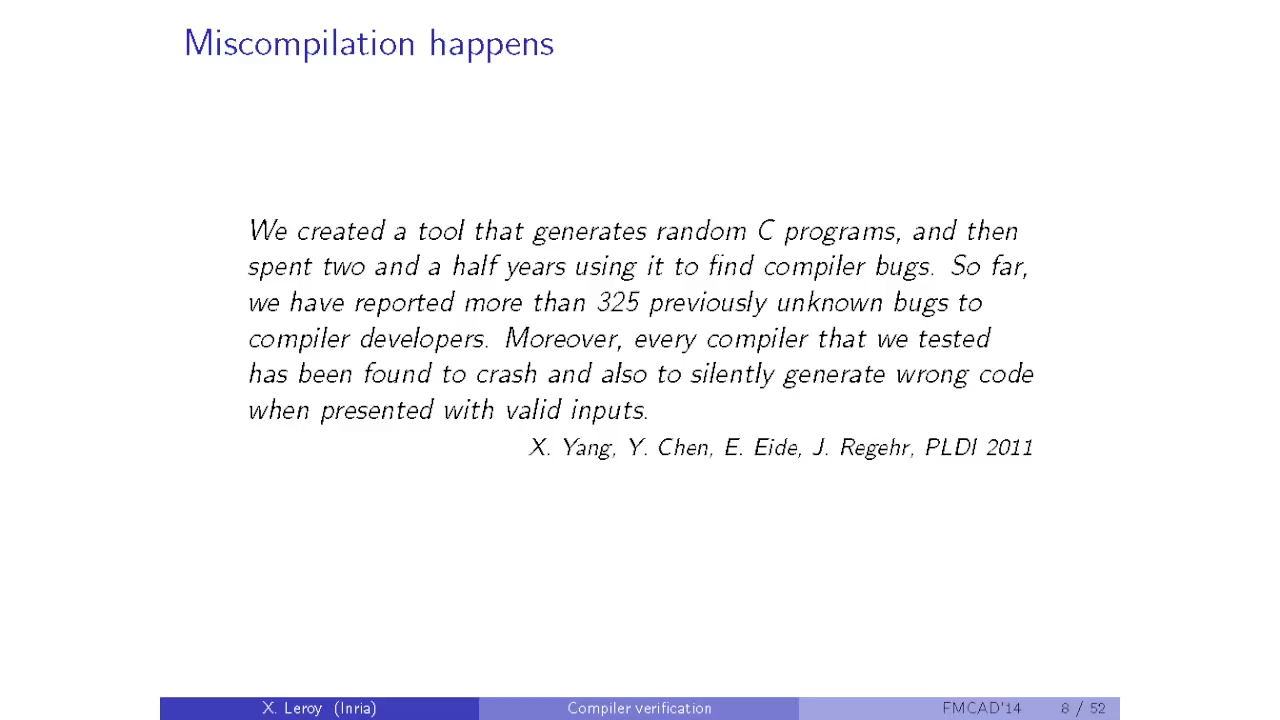 Miscompilation happens
We created a tool that generates random C programs, and then
spent two and a half years using it to find compiler bugs. So far,
we have reported more than 325 previously unknown bugs to
compiler developers. Moreover, every compiler that we tested
has been found to crash and also to silently generate wrong code
when presented with valid inputs.
X. Yang, Y. Chen, E. Eide, J. Regehr, PLDI 2011
X. Leroy (Inria) Compiler verification FMCAD'14 8 / 52